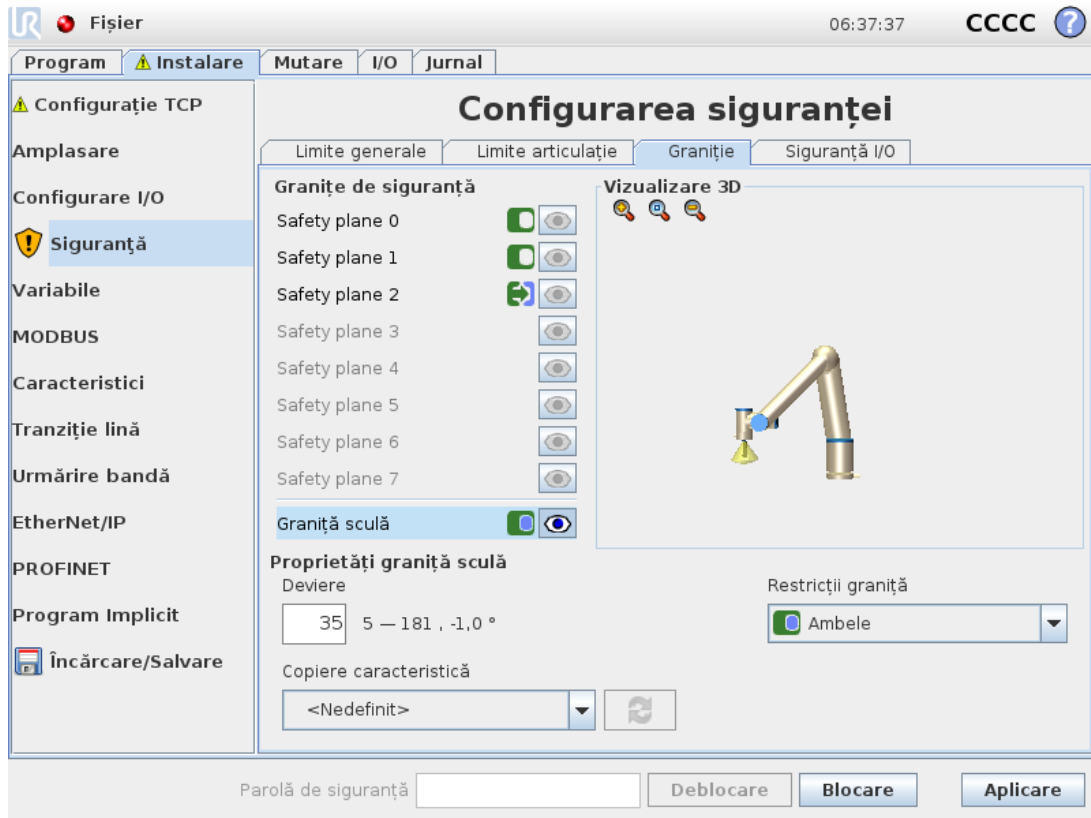 UR Fișier 06:37:37 CCCC ?
Program Instalare Mutare I/O Jurnal
Configurație TCP
Amplasare
Configurare I/O
Siguranţă
Variabile
MODBUS
Caracteristici
Tranziție lină
Urmărire bandă
EtherNet/IP
PROFINET
Program Implicit
Încărcare/Salvare
Configurarea siguranței
Limite generale Limite articulație Graniție Siguranță I/O
Granițe de siguranță
Safety plane 0
Safety plane 1
Safety plane 2
Safety plane 3
Safety plane 4
Safety plane 5
Safety plane 6
Safety plane 7
Graniță sculă
Vizualizare 3D
Proprietăți graniță sculă
Deviere
35 5 — 181 , -1,0 °
Restricții graniță
Ambele
Copiere caracteristică
<Nedefinit>
Parolă de siguranță Deblocare Blocare Aplicare